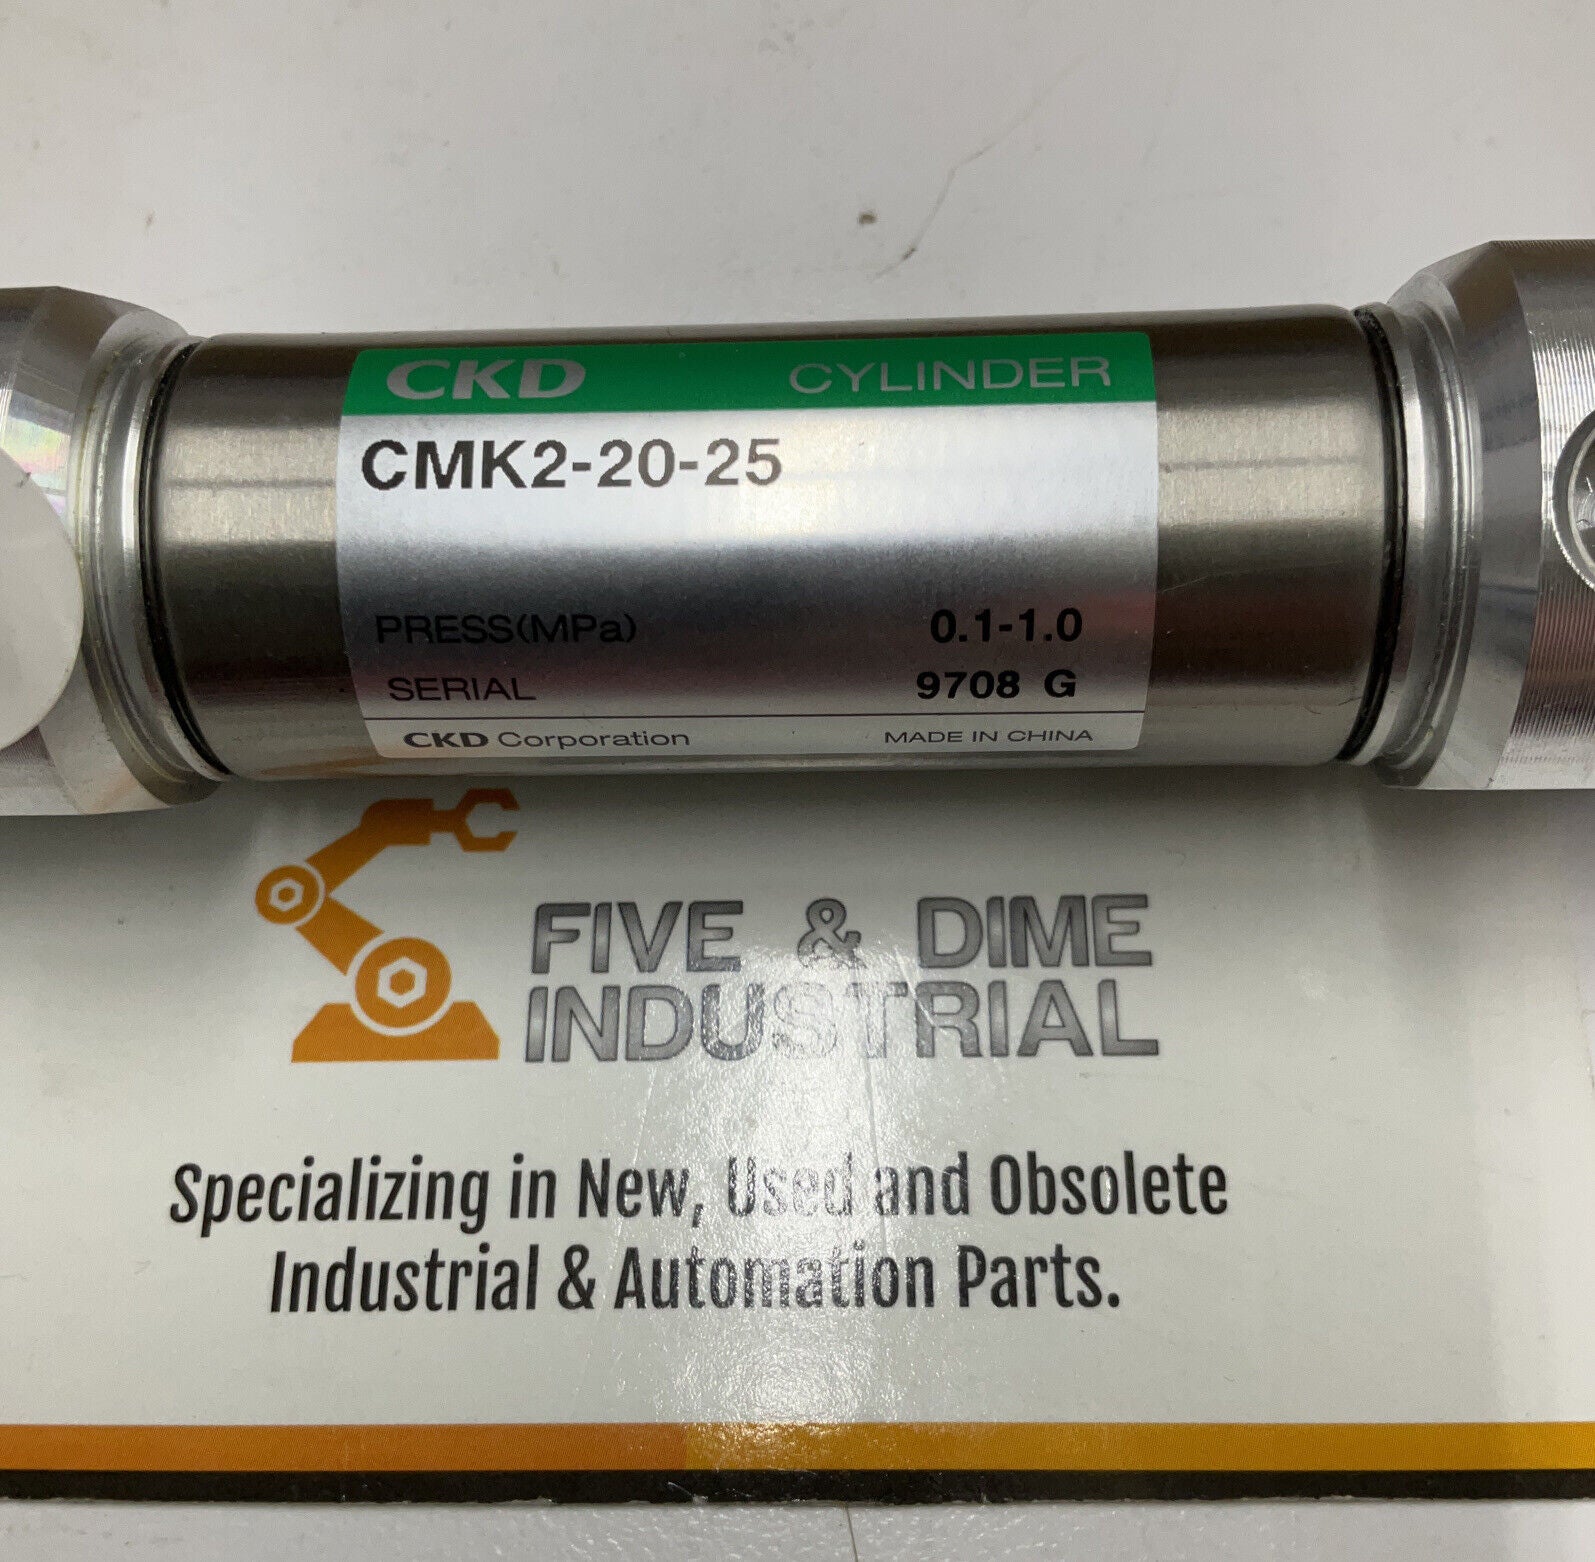 CKD CYLINDER
CMK2-20-25
PRESS(MPa) 0.1-1.0
SERIAL 9708 G
CKD Corporation MADE IN CHINA
FIVE & DIME
INDUSTRIAL
Specializing in New, Used and Obsolete
Industrial & Automation Parts.